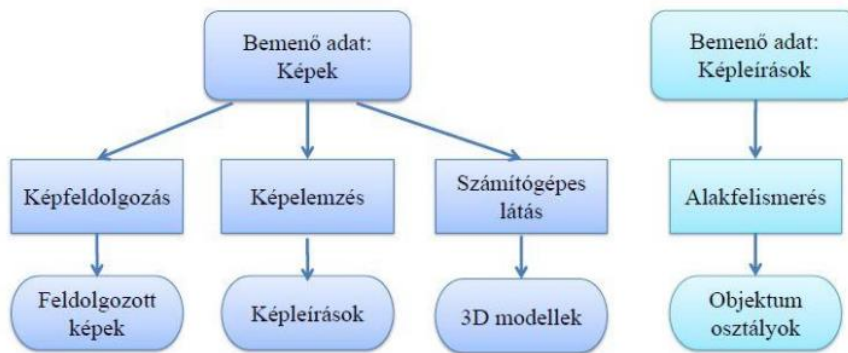 Bemenő adat:
Képek
Bemenő adat:
Képleírások
Képfeldolgozás
Képelemzés
Számítógépes
látás
Alakfelismerés
Feldolgozott
képek
Képleírások
3D modellek
Objektum
osztályok